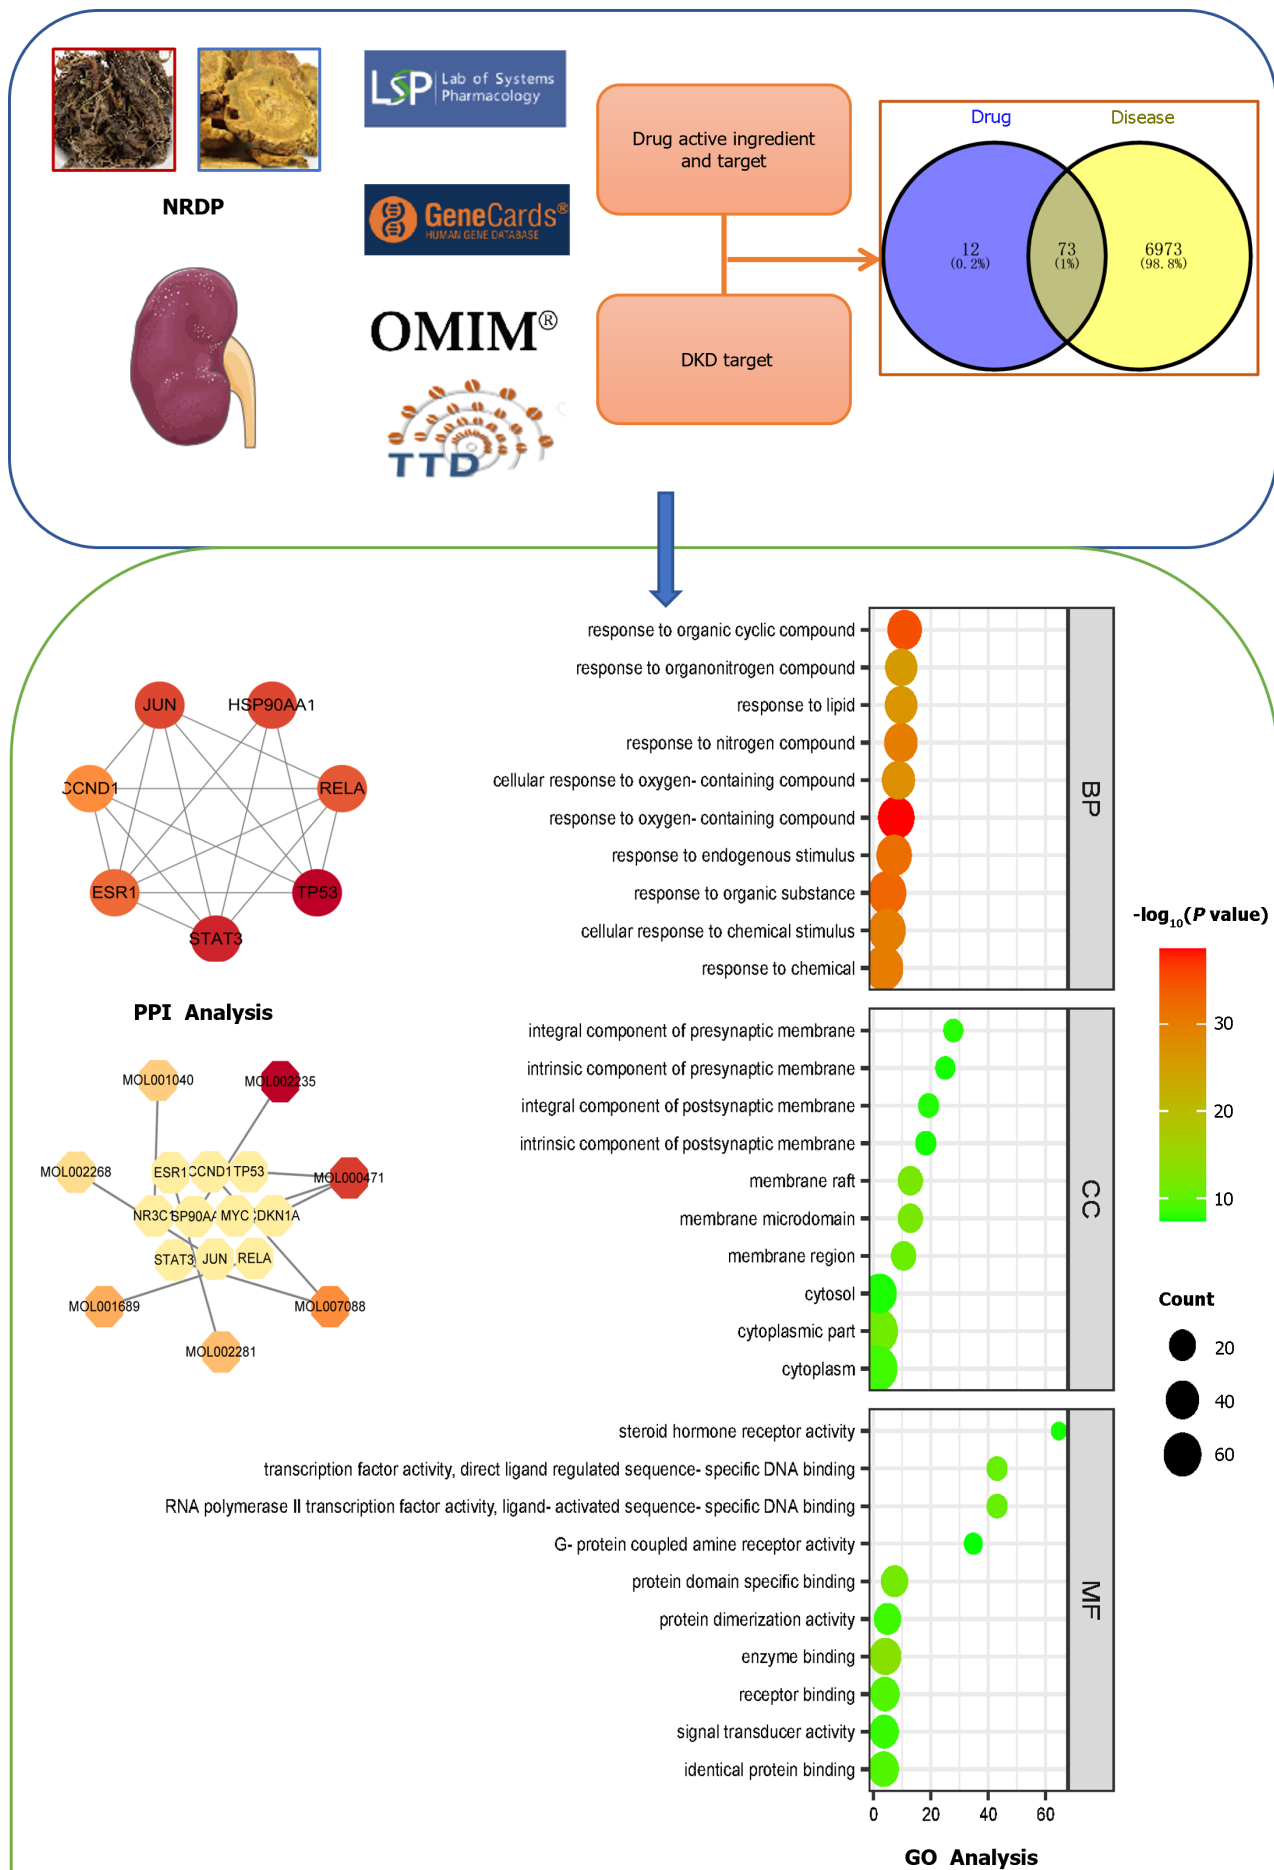 LSP Lab of Systems
Pharmacology
NRDP
GeneCards®
HUMAN GENE DATABASE
OMIM®
TTD
Drug active ingredient
and target
DKD target
Drug
Disease
12
(0.2%)
73
(1%)
6973
(98.8%)
JUN
HSP90AA1
CCND1
RELA
ESR1
TP53
STAT3
PPI Analysis
MOL001040
MOL002235
MOL002268
ESR1
CCND1
TP53
MOL000471
NR3C1
SP90A
MYC
CDKN1A
STAT3
JUN
RELA
MOL001689
MOL007088
MOL002281
response to organic cyclic compound
response to organonitrogen compound
response to lipid
response to nitrogen compound
cellular response to oxygen- containing compound
response to oxygen- containing compound
response to endogenous stimulus
response to organic substance
cellular response to chemical stimulus
response to chemical
BP
integral component of presynaptic membrane
intrinsic component of presynaptic membrane
integral component of postsynaptic membrane
intrinsic component of postsynaptic membrane
membrane raft
membrane microdomain
membrane region
cytosol
cytoplasmic part
cytoplasm
CC
steroid hormone receptor activity
transcription factor activity, direct ligand regulated sequence- specific DNA binding
RNA polymerase II transcription factor activity, ligand- activated sequence- specific DNA binding
G- protein coupled amine receptor activity
protein domain specific binding
protein dimerization activity
enzyme binding
receptor binding
signal transducer activity
identical protein binding
MF
0 20 40 60
GO Analysis
-log10(P value)
30
20
10
Count
20
40
60